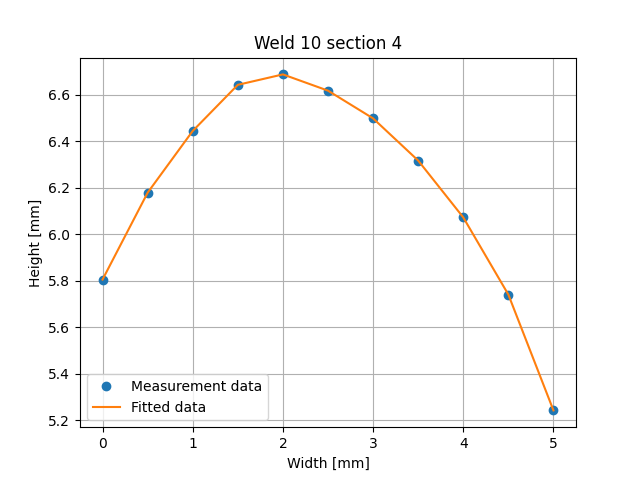 Weld 10 section 4
Height [mm]
6.6
6.4
6.2
6.0
5.8
5.6
5.4
5.2
Measurement data
Fitted data
0 1 2 3 4 5
Width [mm]